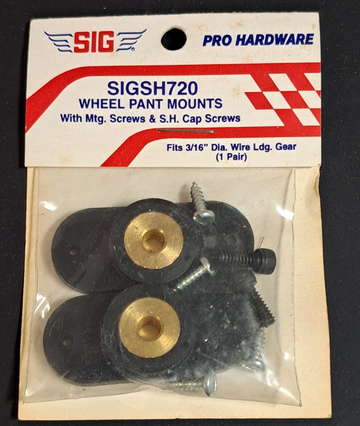 SIG
PRO HARDWARE
SIGSH720
WHEEL PANT MOUNTS
With Mtg. Screws & S.H. Cap Screws
Fits 3/16" Dia. Wire Ldg. Gear
(1 Pair)